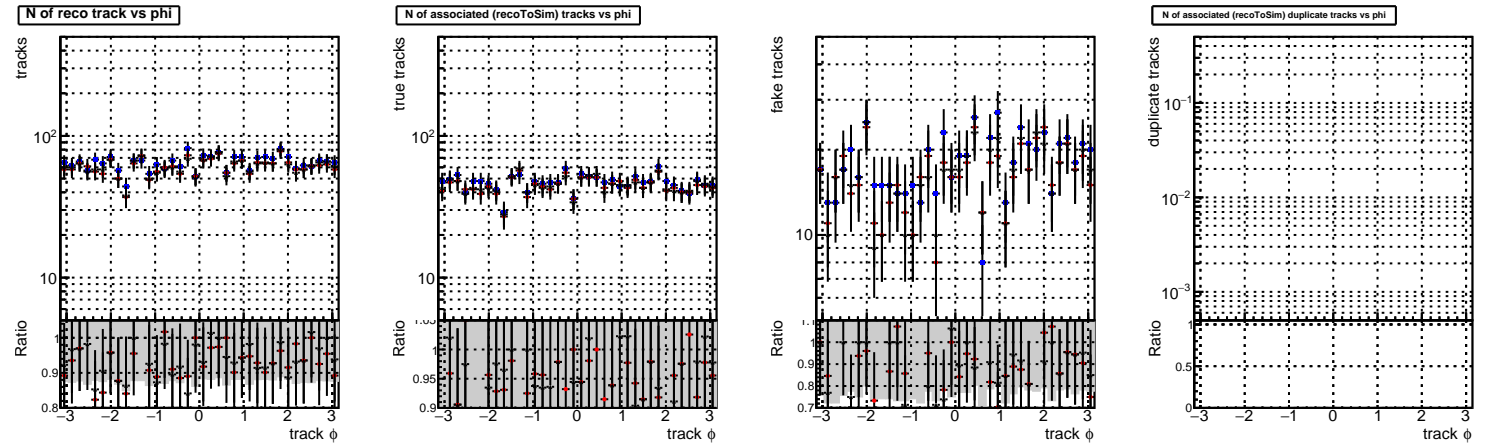 N of reco track vs phi
tracks
10²
10
Ratio
1
0.9
0.8
−3 −2 −1 0 1 2 3
track ϕ
N of associated (recoToSim) tracks vs phi
true tracks
10²
10
Ratio
1
0.95
0.9
−3 −2 −1 0 1 2 3
track ϕ
fake tracks
10
Ratio
1.1
1
0.9
0.8
0.7
−3 −2 −1 0 1 2 3
track ϕ
N of associated (recoToSim) duplicate tracks vs phi
duplicate tracks
10⁻¹
10⁻²
10⁻³
Ratio
1
0.5
0
−3 −2 −1 0 1 2 3
track ϕ